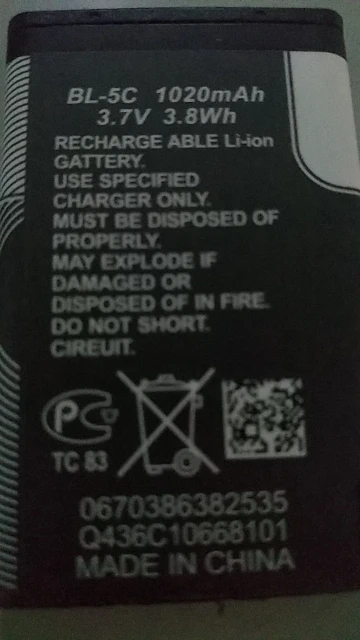 BL-5C 1020mAh
3.7V 3.8Wh
RECHARGE ABLE Li-ion
GATTERY.
USE SPECIFIED
CHARGER ONLY.
MUST BE DISPOSED OF
PROPERLY.
MAY EXPLODE IF
DAMAGED OR
DISPOSED OF IN FIRE.
DO NOT SHORT.
CIREUIT.
PC
TC 83
0670386382535
Q436C10668101
MADE IN CHINA